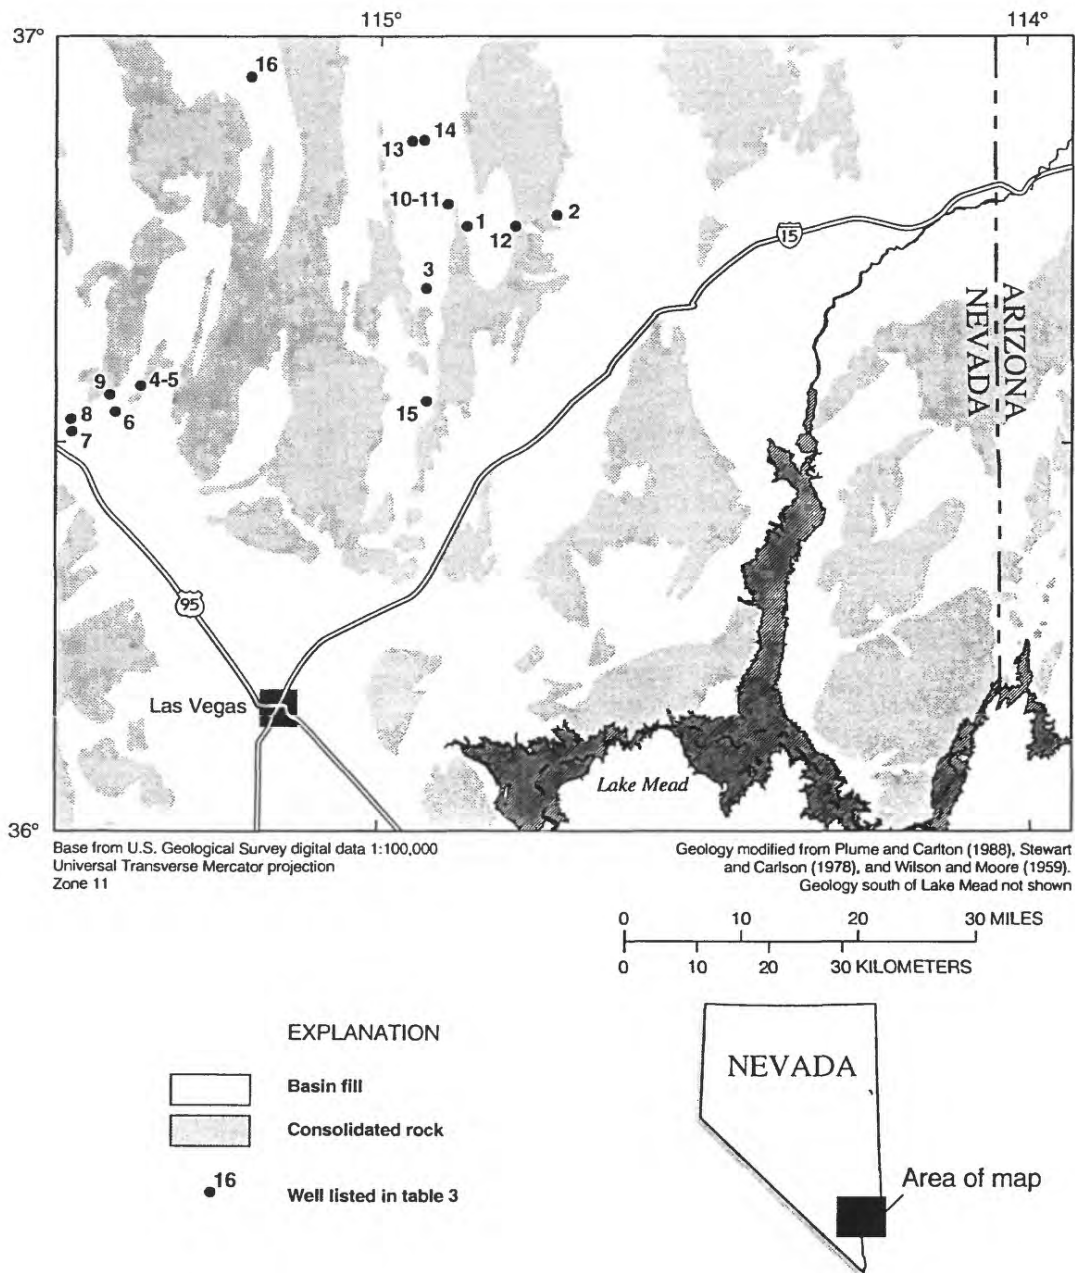 115°
114°
37°
16
14
13
10-11
1
2
12
15
3
ARIZONA
NEVADA
4-5
9
6
8
7
15
95
Las Vegas
Lake Mead
36°
Base from U.S. Geological Survey digital data 1:100,000
Universal Transverse Mercator projection
Zone 11
Geology modified from Plume and Carlton (1988), Stewart
and Carlson (1978), and Wilson and Moore (1959).
Geology south of Lake Mead not shown
0 10 20 30 MILES
0 10 20 30 KILOMETERS
EXPLANATION
Basin fill
Consolidated rock
16
Well listed in table 3
NEVADA
Area of map